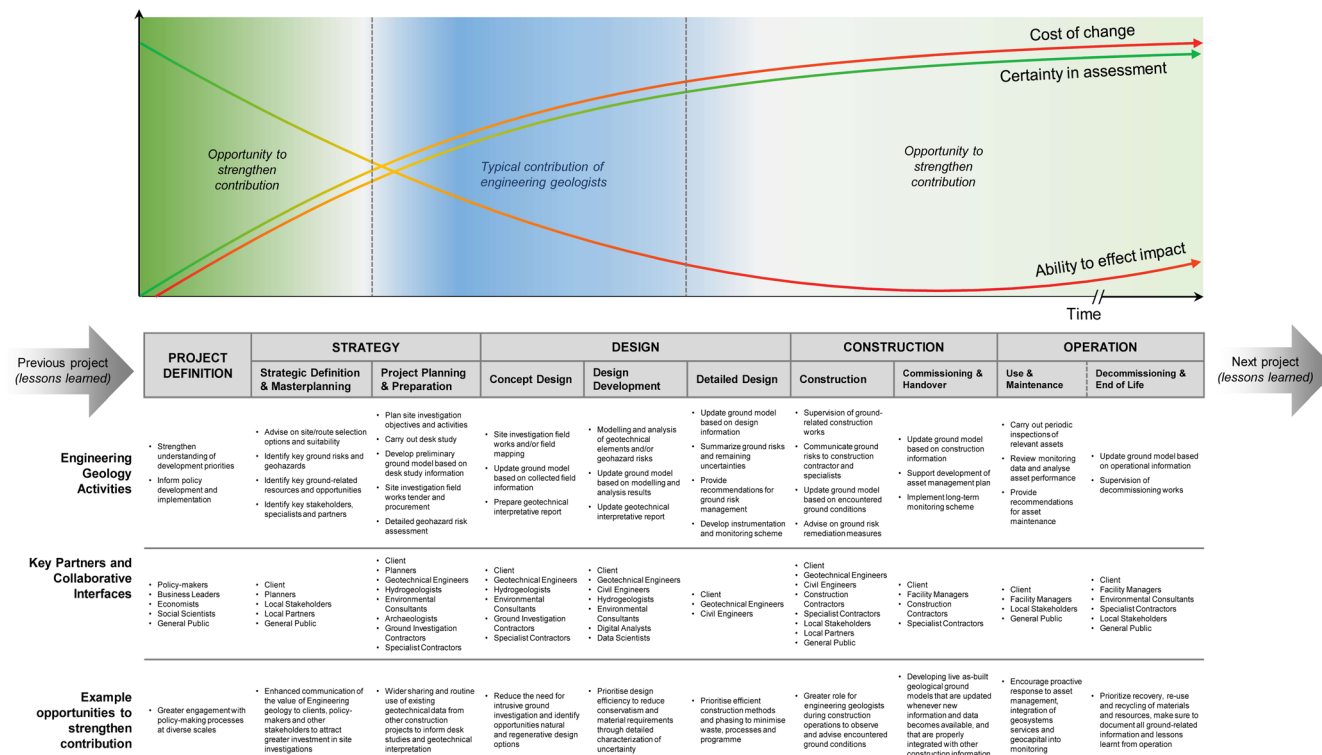 Cost of change
Certainty in assessment
Opportunity to
strengthen
contribution
Typical contribution of
engineering geologists
Opportunity to
strengthen
contribution
Ability to effect impact
Time
Previous project
(lessons learned)
Next project
(lessons learned)
PROJECT
DEFINITION
STRATEGY
DESIGN
CONSTRUCTION
OPERATION
Strategic Definition
& Masterplanning
Project Planning
& Preparation
Concept Design
Design
Development
Detailed Design
Construction
Commissioning &
Handover
Use &
Maintenance
Decommissioning &
End of Life
Engineering
Geology
Activities
• Strengthen
understanding of
development priorities
• Inform policy
development and
implementation
• Advise on site/route selection
options and suitability
• Identify key ground risks and
geohazards
• Identify key ground-related
resources and opportunities
• Identify key stakeholders,
specialists and partners
• Plan site investigation
objectives and activities
• Carry out desk study
• Develop preliminary
ground model based on
desk study information
• Site investigation field
works tender and
procurement
• Detailed geohazard risk
assessment
• Site investigation field
works and/or field
mapping
• Update ground model
based on collected field
information
• Prepare geotechnical
interpretative report
• Modelling and analysis
of geotechnical
elements and/or
geohazard risks
• Update ground model
based on modelling and
analysis results
• Update geotechnical
interpretative report
• Update ground model
based on design
information
• Summarize ground risks
and remaining
uncertainties
• Provide
recommendations for
ground risk
management
• Develop instrumentation
and monitoring scheme
• Supervision of ground-
related construction
works
• Communicate ground
risks to construction
contractor and
specialists
• Update ground model
based on encountered
ground conditions
• Advise on ground risk
remediation measures
• Update ground model
based on construction
information
• Support development of
asset management plan
• Implement long-term
monitoring scheme
• Carry out periodic
inspections of
relevant assets
• Review monitoring
data and analyse
asset performance
• Provide
recommendations
for asset
maintenance
• Update ground model based
on operational information
• Supervision of
decommissioning works
Key Partners and
Collaborative
Interfaces
• Policy-makers
• Business Leaders
• Economists
• Social Scientists
• General Public
• Client
• Planners
• Local Stakeholders
• Local Partners
• General Public
• Client
• Planners
• Geotechnical Engineers
• Hydrogeologists
• Environmental
Consultants
• Archaeologists
• Ground Investigation
Contractors
• Specialist Contractors
• Client
• Geotechnical Engineers
• Hydrogeologists
• Environmental
Consultants
• Ground Investigation
Contractors
• Specialist Contractors
• Client
• Geotechnical Engineers
• Civil Engineers
• Hydrogeologists
• Environmental
Consultants
• Digital Analysts
• Data Scientists
• Client
• Geotechnical Engineers
• Civil Engineers
• Client
• Geotechnical Engineers
• Civil Engineers
• Construction
Contractors
• Specialist Contractors
• Local Stakeholders
• Local Partners
• General Public
• Client
• Facility Managers
• Construction
Contractors
• Specialist Contractors
• Client
• Facility Managers
• Local Stakeholders
• General Public
• Client
• Facility Managers
• Environmental Consultants
• Specialist Contractors
• Local Stakeholders
• General Public
Example
opportunities to
strengthen
contribution
• Greater engagement with
policy-making processes
at diverse scales
• Enhanced communication of
the value of Engineering
geology to clients, policy-
makers and other
stakeholders to attract
greater investment in site
investigations
• Wider sharing and routine
use of existing
geotechnical data from
other construction
projects to inform desk
studies and geotechnical
interpretation
• Reduce the need for
intrusive ground
investigation and identify
opportunities natural
and regenerative design
options
• Prioritise design
efficiency to reduce
conservatism and
material requirements
through detailed
characterization of
uncertainty
• Prioritise efficient
construction methods
and phasing to minimise
waste, processes and
programme
• Greater role for
engineering geologists
during construction
operations to observe
and advise encountered
ground conditions
• Developing live as-built
geological ground
models that are updated
whenever new
information and data
becomes available, and
that are properly
integrated with other
construction information
• Encourage proactive
response to asset
management,
integration of
geosystems
services and
geocapital into
monitoring
• Prioritize recovery, re-use
and recycling of materials
and resources, make sure to
document all ground-related
information and lessons
learnt from operation